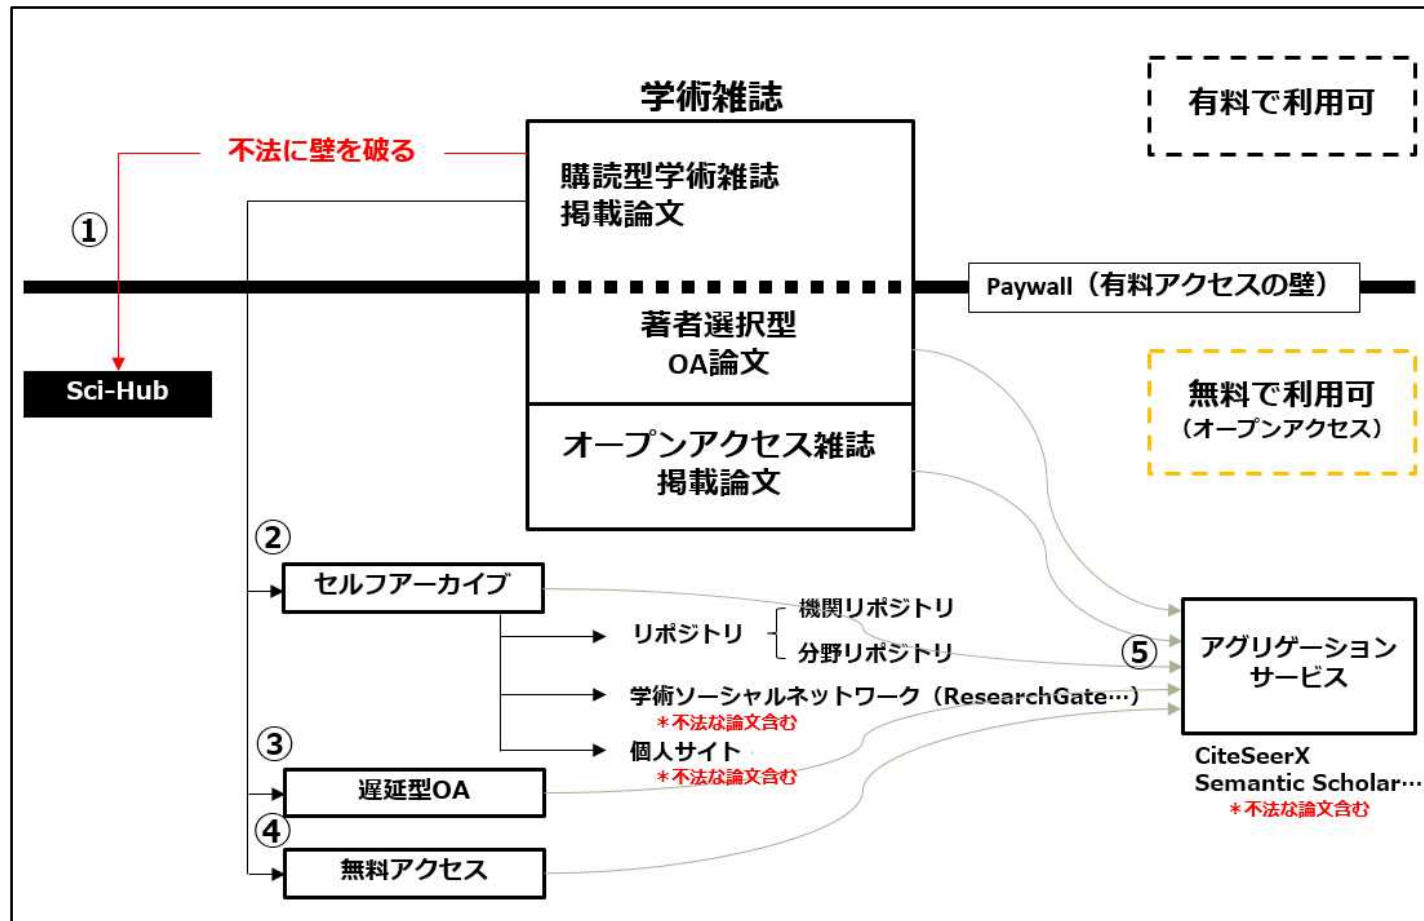 学術雑誌
有料で利用可
不法に壁を破る
購読型学術雑誌
掲載論文
①
Paywall（有料アクセスの壁）
著者選択型
OA論文
Sci-Hub
無料で利用可
（オープンアクセス）
オープンアクセス雑誌
掲載論文
②
セルフアーカイブ
リポジトリ
機関リポジトリ
分野リポジトリ
⑤
アグリゲーション
サービス
学術ソーシャルネットワーク（ResearchGate…）
＊不法な論文含む
個人サイト
＊不法な論文含む
③
遅延型OA
CiteSeerX
Semantic Scholar…
＊不法な論文含む
④
無料アクセス